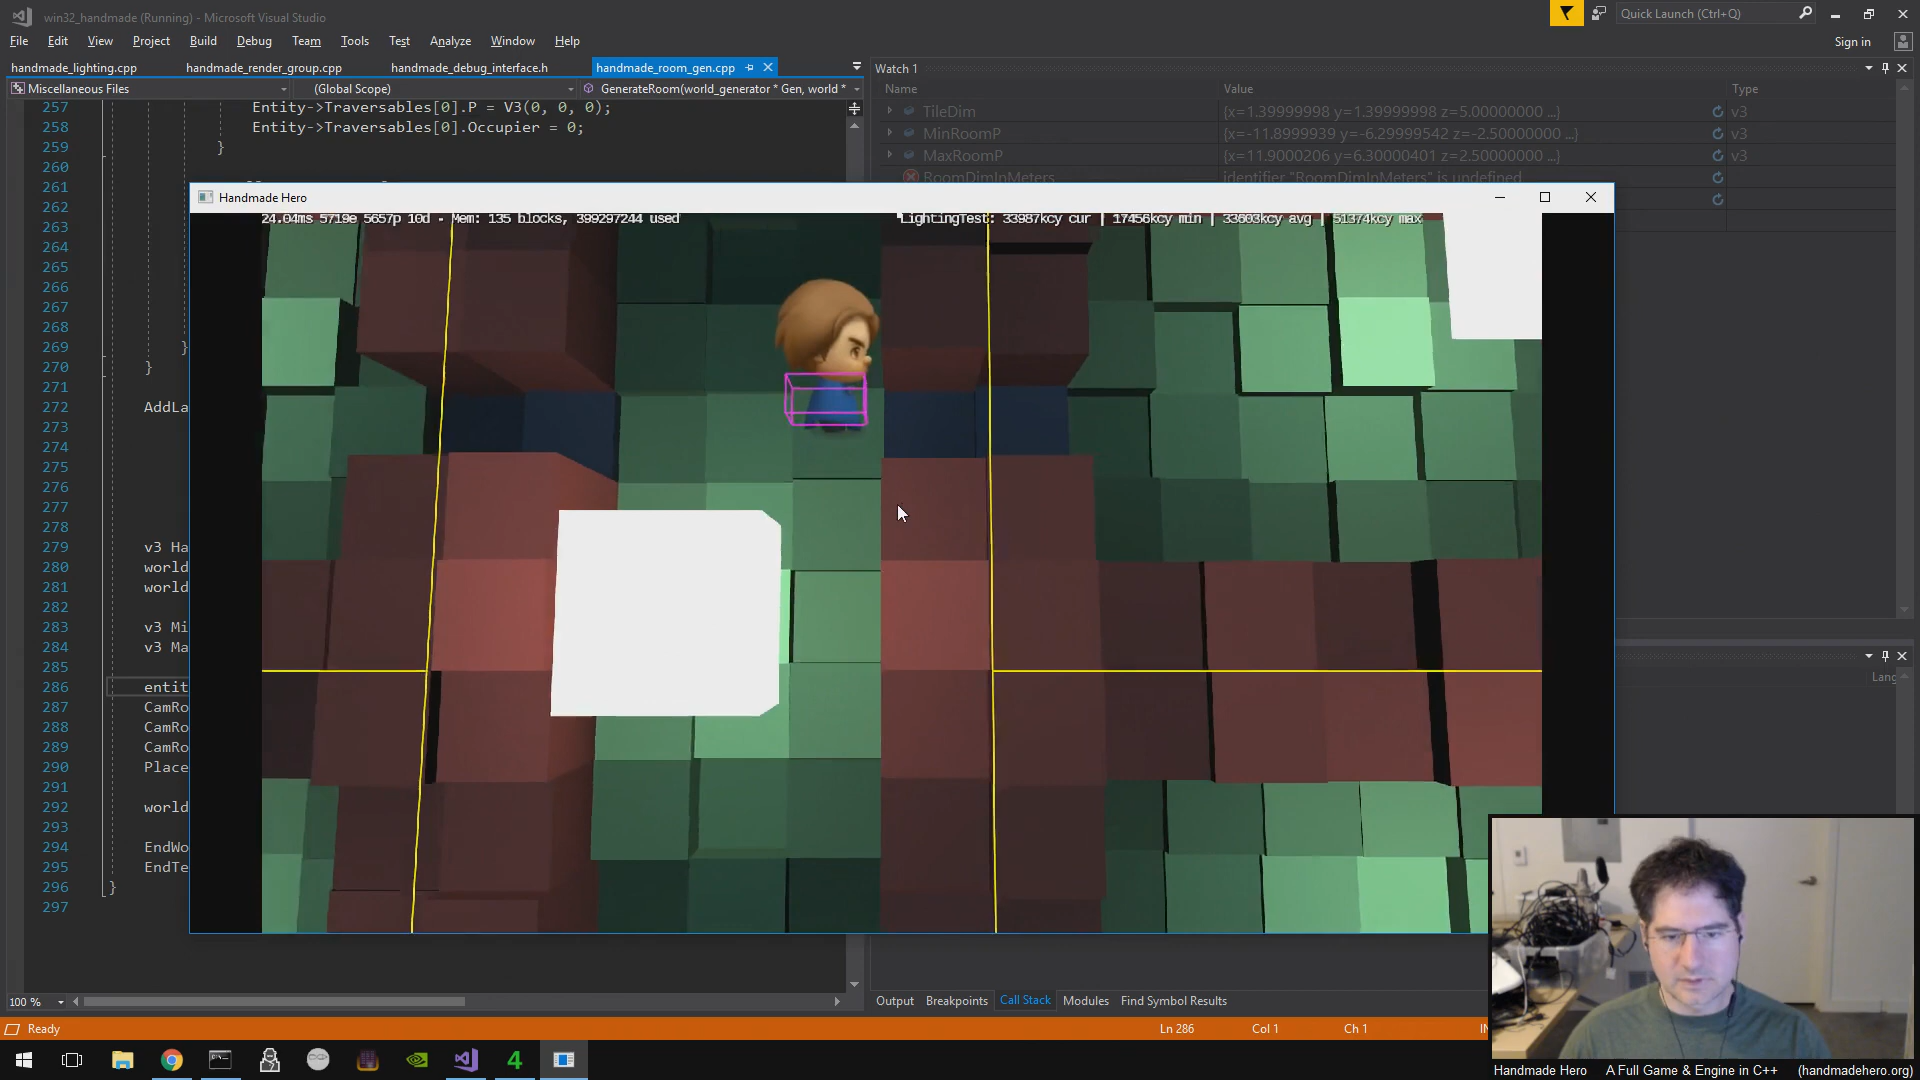 win32_handmade (Running) - Microsoft Visual Studio
Quick Launch (Ctrl+Q)
File Edit View Project Build Debug Team Tools Test Analyze Window Help
Sign in
handmade_lighting.cpp handmade_render_group.cpp handmade_debug_interface.h handmade_room_gen.cpp
Watch 1
Miscellaneous Files (Global Scope) GenerateRoom(world_generator * Gen, world *
Name Value Type
257 Entity->Traversables[0].P = V3(0, 0, 0);
TileDim {x=1.39999998 y=1.39999998 z=5.00000000 ...} v3
258 Entity->Traversables[0].Occupier = 0;
MinRoomP {x=-11.8999939 y=-6.29999542 z=-2.50000000 ...} v3
259 }
MaxRoomP {x=11.9000206 y=6.30000401 z=2.50000000 ...} v3
260
RoomDimInMeters identifier "RoomDimInMeters" is undefined
261
Handmade Hero
262
24.04ms 5719e 5657p 10d - Mem: 135 blocks, 399297244 used
LightingTest: 33987kcy cur | 17456kcy min | 33603kcy avg | 51374kcy max
263
264
265
266
267
268
269 }
270 }
271
272 AddLa
273
274
275
276
277
278
279 v3 Ha
280 world
281 world
282
283 v3 Mi
284 v3 Ma
285
286 entit
287 CamRo
288 CamRo
289 CamRo
290 Place
291
292 world
293
294 EndWo
295 EndTe
296 }
297
Lang
100 %
Output Breakpoints Call Stack Modules Find Symbol Results
Ready Ln 286 Col 1 Ch 1 IN
4
Handmade Hero A Full Game & Engine in C++ (handmadehero.org)